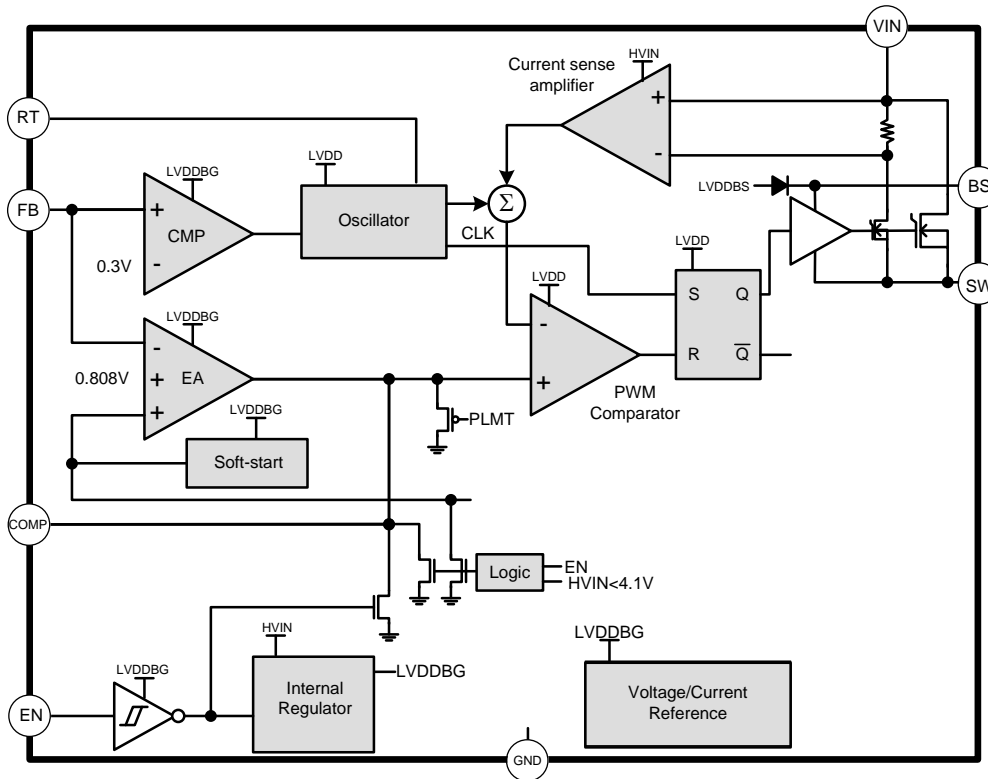 VIN
HVIN
Current sense
amplifier
+
-
RT
LVDD
LVDDBG
LVDDBS
BS
FB
+
CMP
-
0.3V
Oscillator
Σ
CLK
LVDD
S
Q
R
Q
SW
LVDD
-
+
PWM
Comparator
LVDDBG
-
0.808V
+
EA
+
LVDDBG
PLMT
Soft-start
COMP
Logic
EN
HVIN<4.1V
HVIN
LVDDBG
LVDDBG
LVDDBG
Internal
Regulator
Voltage/Current
Reference
EN
GND